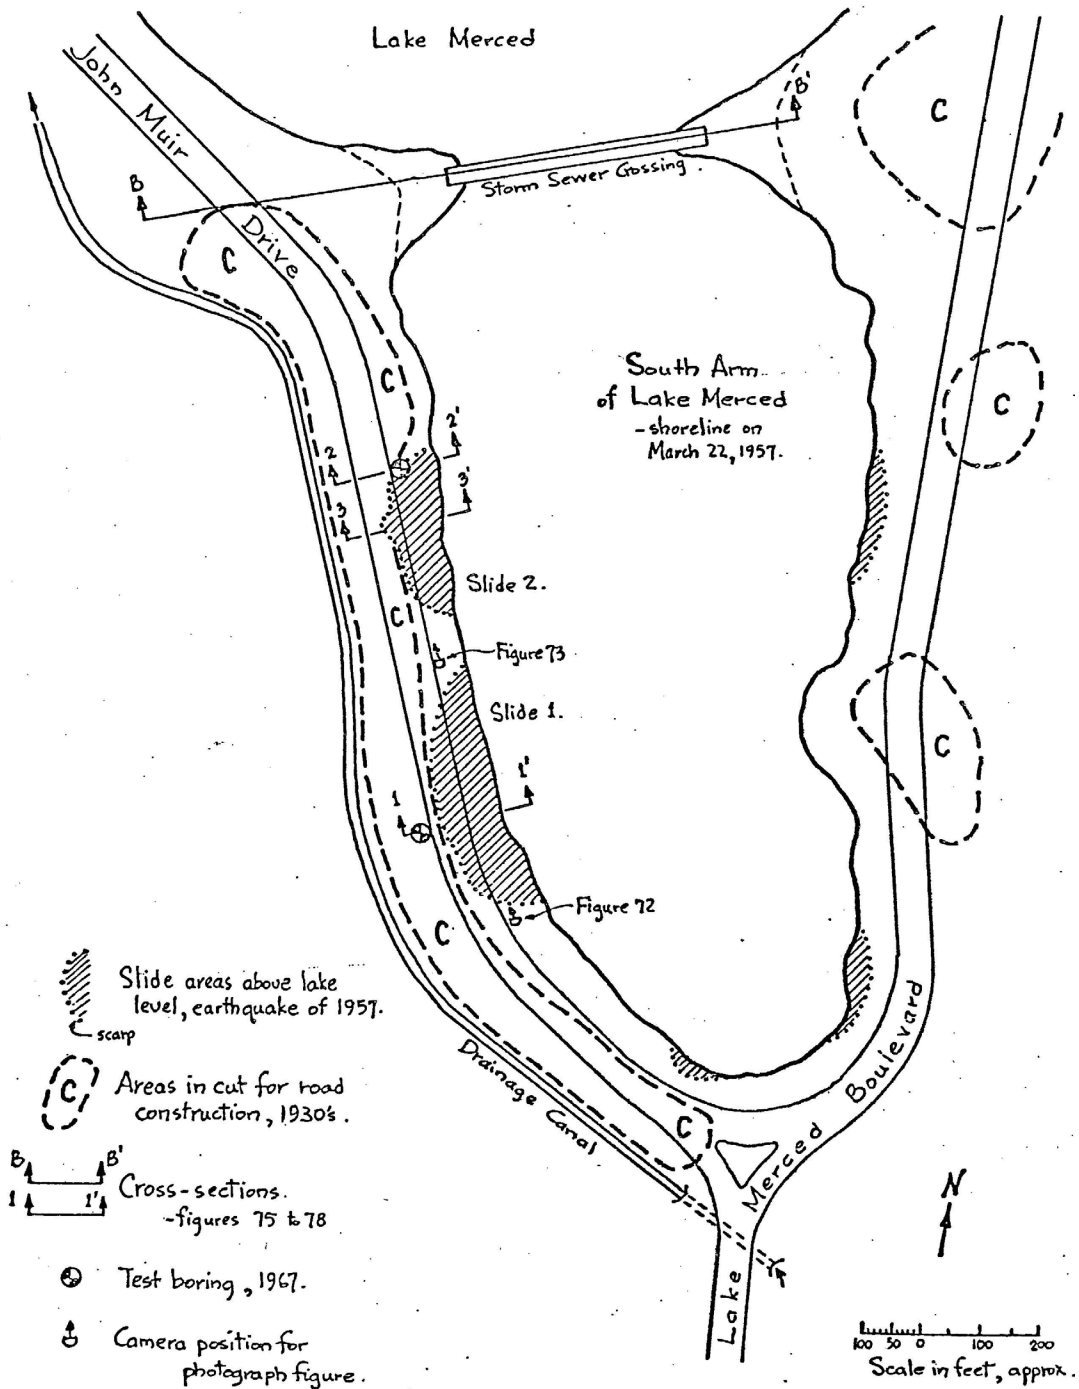 Lake Merced
John Muir
Drive
B
B'
Storm Sewer Crossing.
C
C
C
C
South Arm
of Lake Merced
-shoreline on
March 22, 1957.
2
2'
3
3'
Slide 2.
C
Figure 73
Slide 1.
C
1
1'
Figure 72
C
C
Slide areas above lake
level, earthquake of 1957.
scarp
C
Areas in cut for road
construction, 1930's.
B B'
1 1'
Cross-sections.
-figures 75 to 78
Test boring, 1967.
Camera position for
photograph figure.
Drainage Canal
Lake Merced Boulevard
N
100 50 0 100 200
Scale in feet, approx.